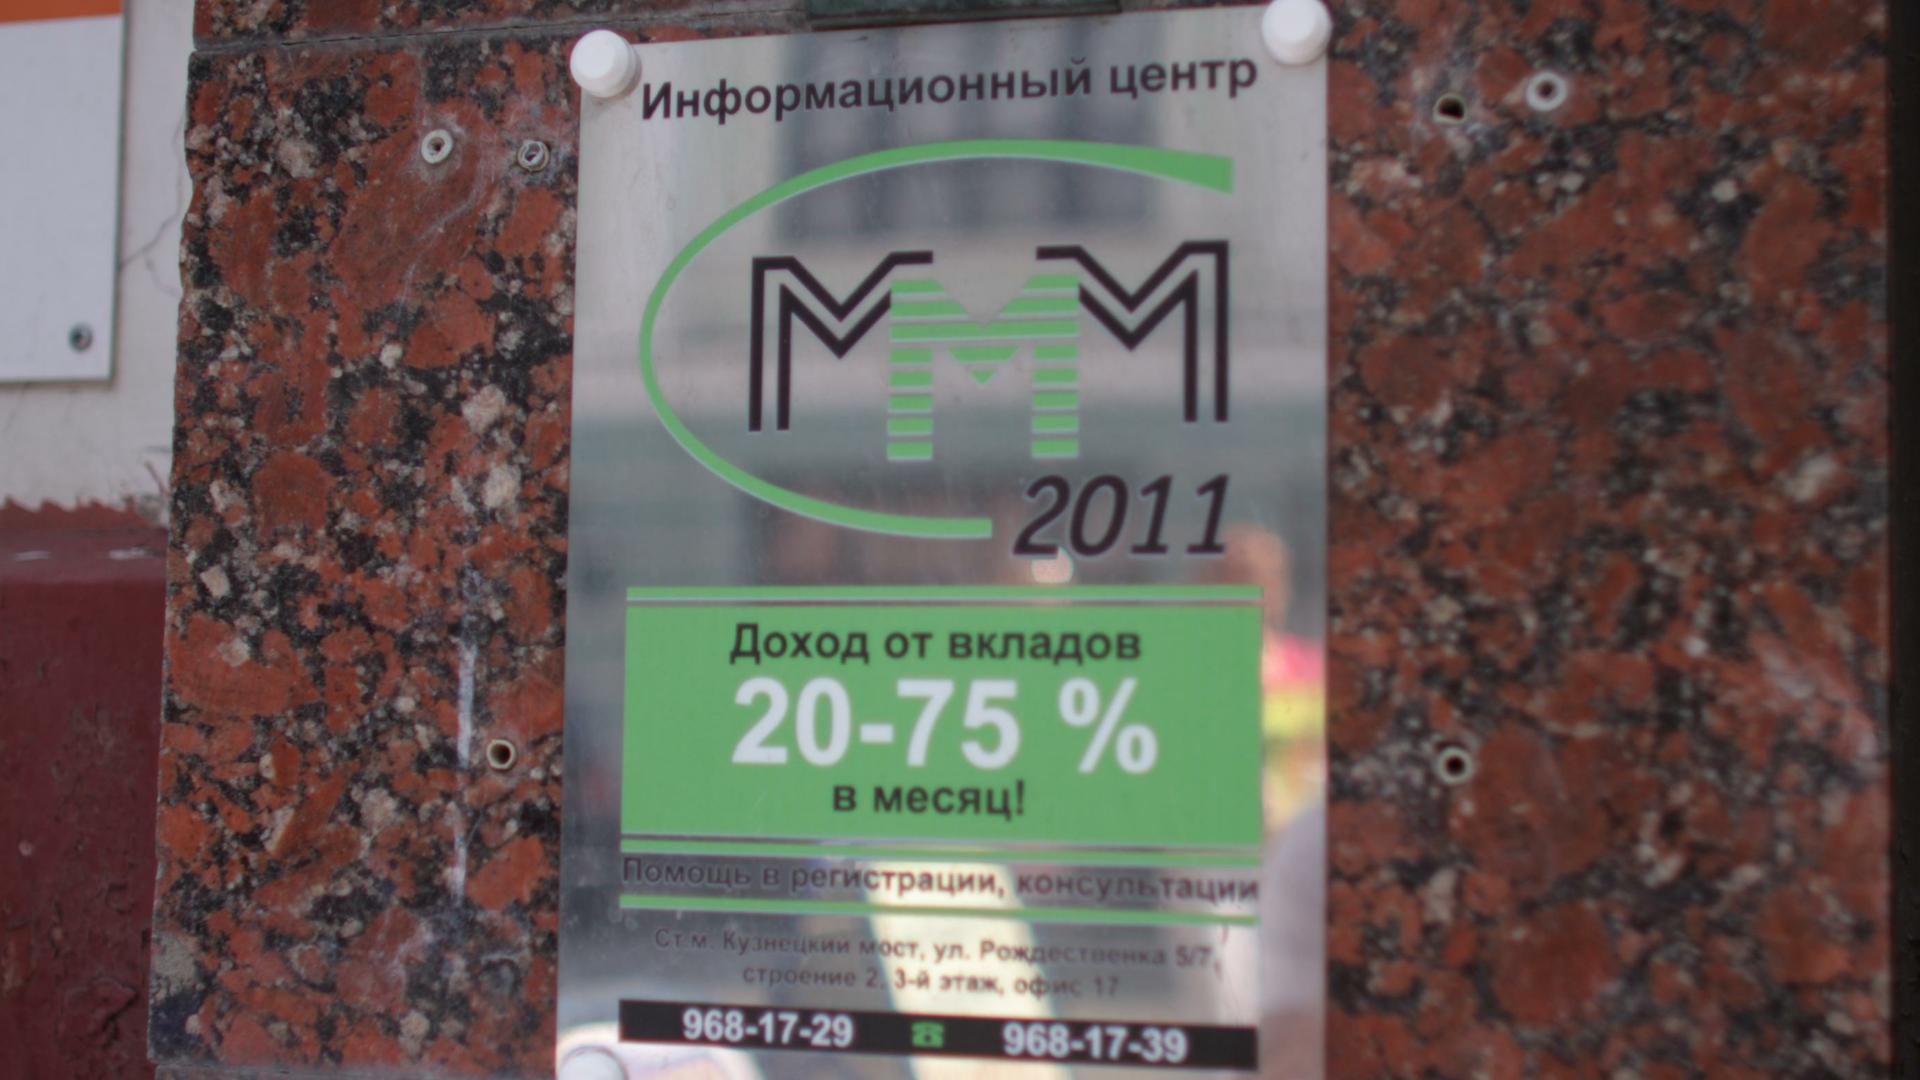 Информационный центр
МММ
2011
Доход от вкладов
20-75 %
в месяц!
Помощь в регистрации, консультации
Ст.м. Кузнецкий мост, ул. Рождественка 5/7,
строение 2, 3-й этаж, офис 17
968-17-29 ☎ 968-17-39